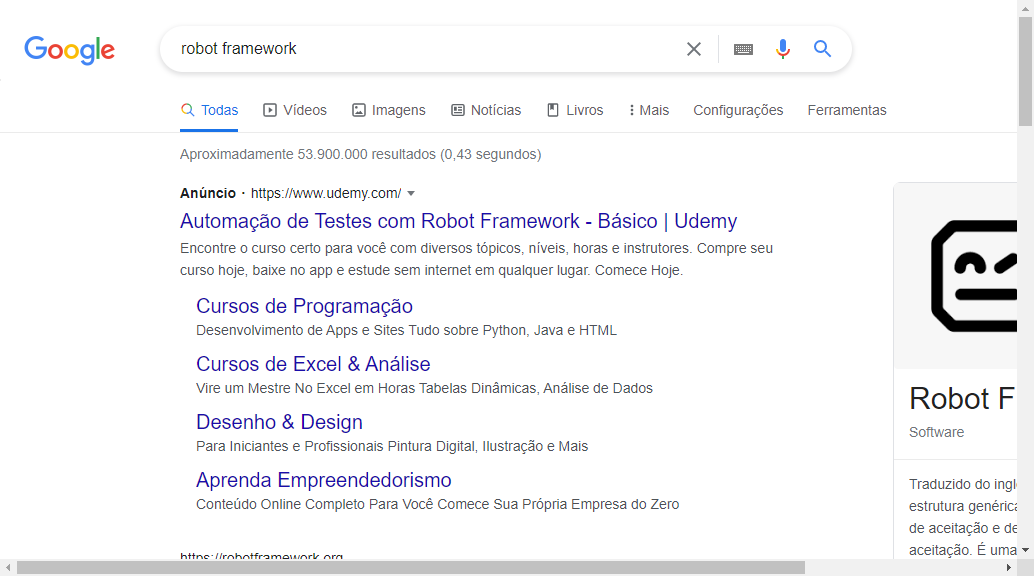 Google
robot framework
Todas Vídeos Imagens Notícias Livros Mais Configurações Ferramentas
Aproximadamente 53.900.000 resultados (0,43 segundos)
Anúncio · https://www.udemy.com/
Automação de Testes com Robot Framework - Básico | Udemy
Encontre o curso certo para você com diversos tópicos, níveis, horas e instrutores. Compre seu
curso hoje, baixe no app e estude sem internet em qualquer lugar. Comece Hoje.
Cursos de Programação
Desenvolvimento de Apps e Sites Tudo sobre Python, Java e HTML
Cursos de Excel & Análise
Vire um Mestre No Excel em Horas Tabelas Dinâmicas, Análise de Dados
Desenho & Design
Para Iniciantes e Profissionais Pintura Digital, Ilustração e Mais
Aprenda Empreendedorismo
Conteúdo Online Completo Para Você Comece Sua Própria Empresa do Zero
https://robotframework.org
Robot F
Software
Traduzido do inglê
estrutura genérica
de aceitação e de
aceitação. É uma